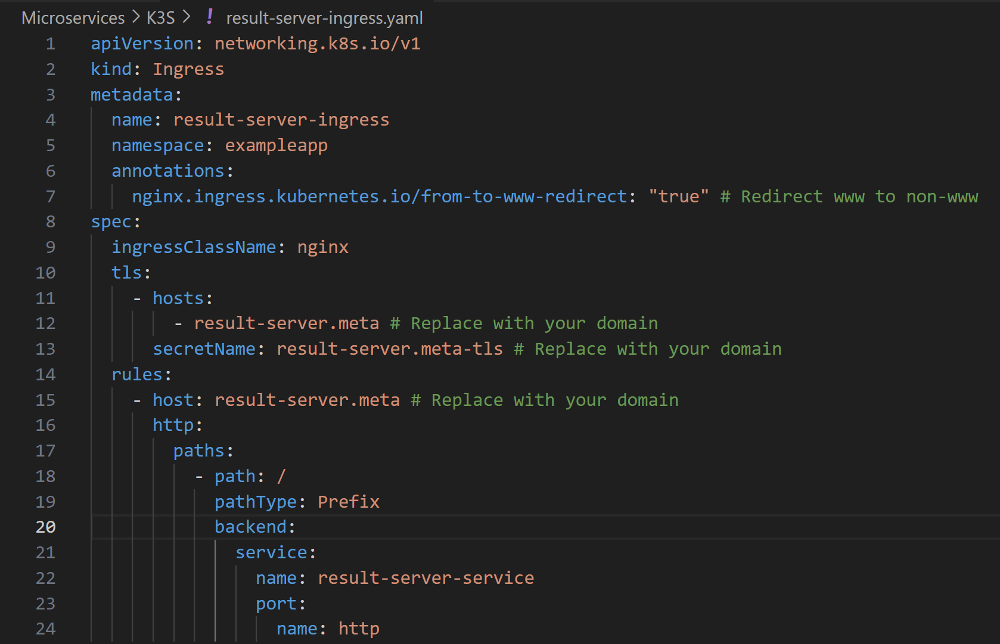 Microservices > K3S > ! result-server-ingress.yaml
1 apiVersion: networking.k8s.io/v1
2 kind: Ingress
3 metadata:
4   name: result-server-ingress
5   namespace: exampleapp
6   annotations:
7     nginx.ingress.kubernetes.io/from-to-www-redirect: "true" # Redirect www to non-www
8 spec:
9   ingressClassName: nginx
10   tls:
11     - hosts:
12         - result-server.meta # Replace with your domain
13       secretName: result-server.meta-tls # Replace with your domain
14   rules:
15     - host: result-server.meta # Replace with your domain
16       http:
17         paths:
18           - path: /
19             pathType: Prefix
20             backend:
21               service:
22                 name: result-server-service
23                 port:
24                   name: http